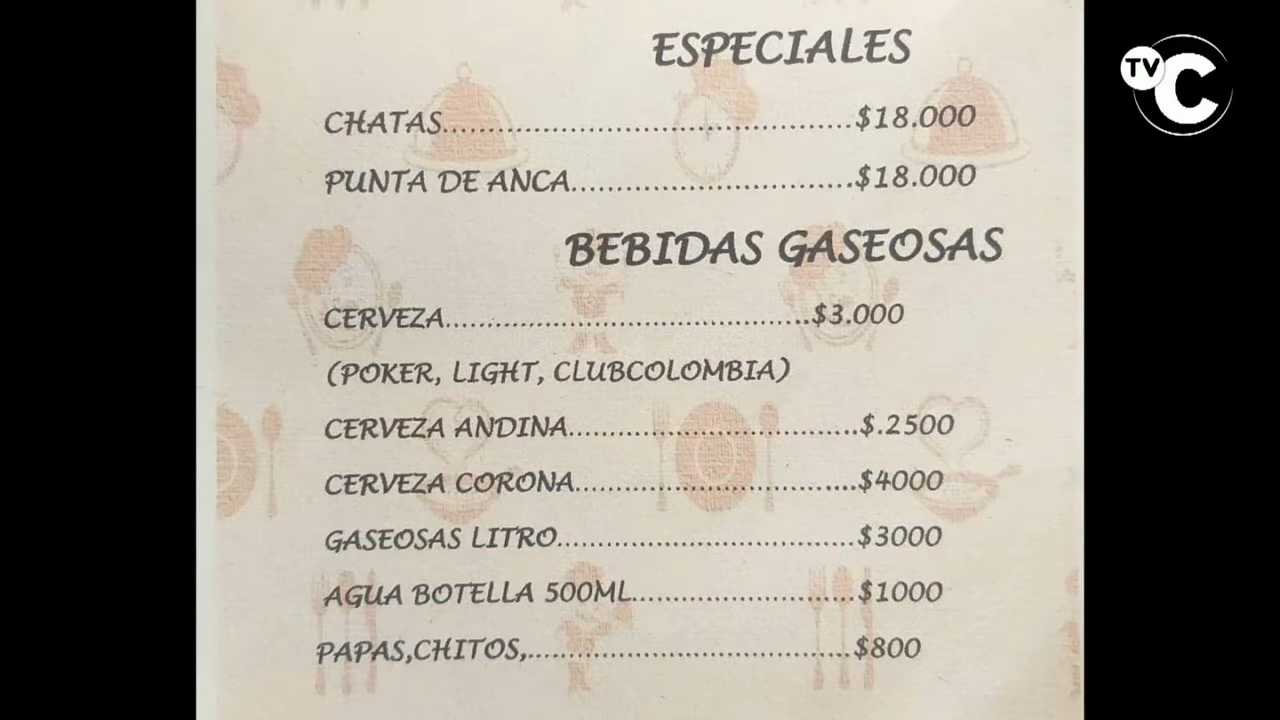 ESPECIALES
CHATAS..................................................$18.000
PUNTA DE ANCA...................................$18.000
BEBIDAS GASEOSAS
CERVEZA.............................................$3.000
(POKER, LIGHT, CLUBCOLOMBIA)
CERVEZA ANDINA....................................$.2500
CERVEZA CORONA...................................$4000
GASEOSAS LITRO.....................................$3000
AGUA BOTELLA 500ML...........................$1000
PAPAS,CHITOS,........................................$800
TV C